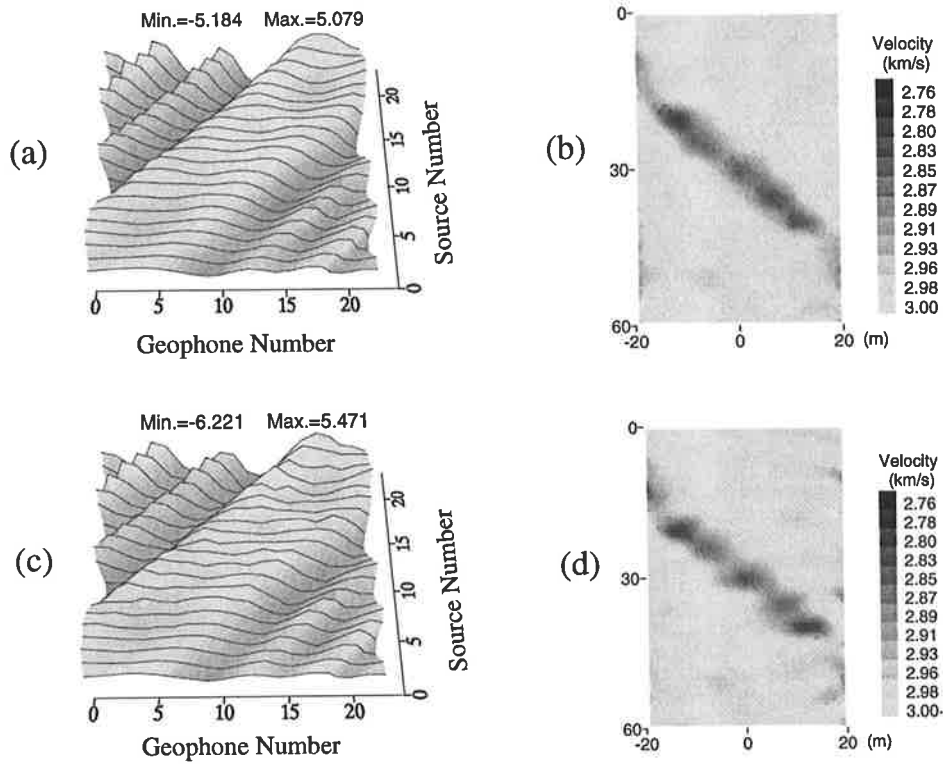 Min.=-5.184 Max.=5.079
(a)
20
15
10
5
0
Source Number
0 5 10 15 20
Geophone Number
(b)
0
30
60
-20 0 20 (m)
Velocity
(km/s)
2.76
2.78
2.80
2.83
2.85
2.87
2.89
2.91
2.93
2.96
2.98
3.00
Min.=-6.221 Max.=5.471
(c)
20
15
10
5
0
Source Number
0 5 10 15 20
Geophone Number
(d)
0
30
60
-20 0 20 (m)
Velocity
(km/s)
2.76
2.78
2.80
2.83
2.85
2.87
2.89
2.91
2.93
2.96
2.98
3.00